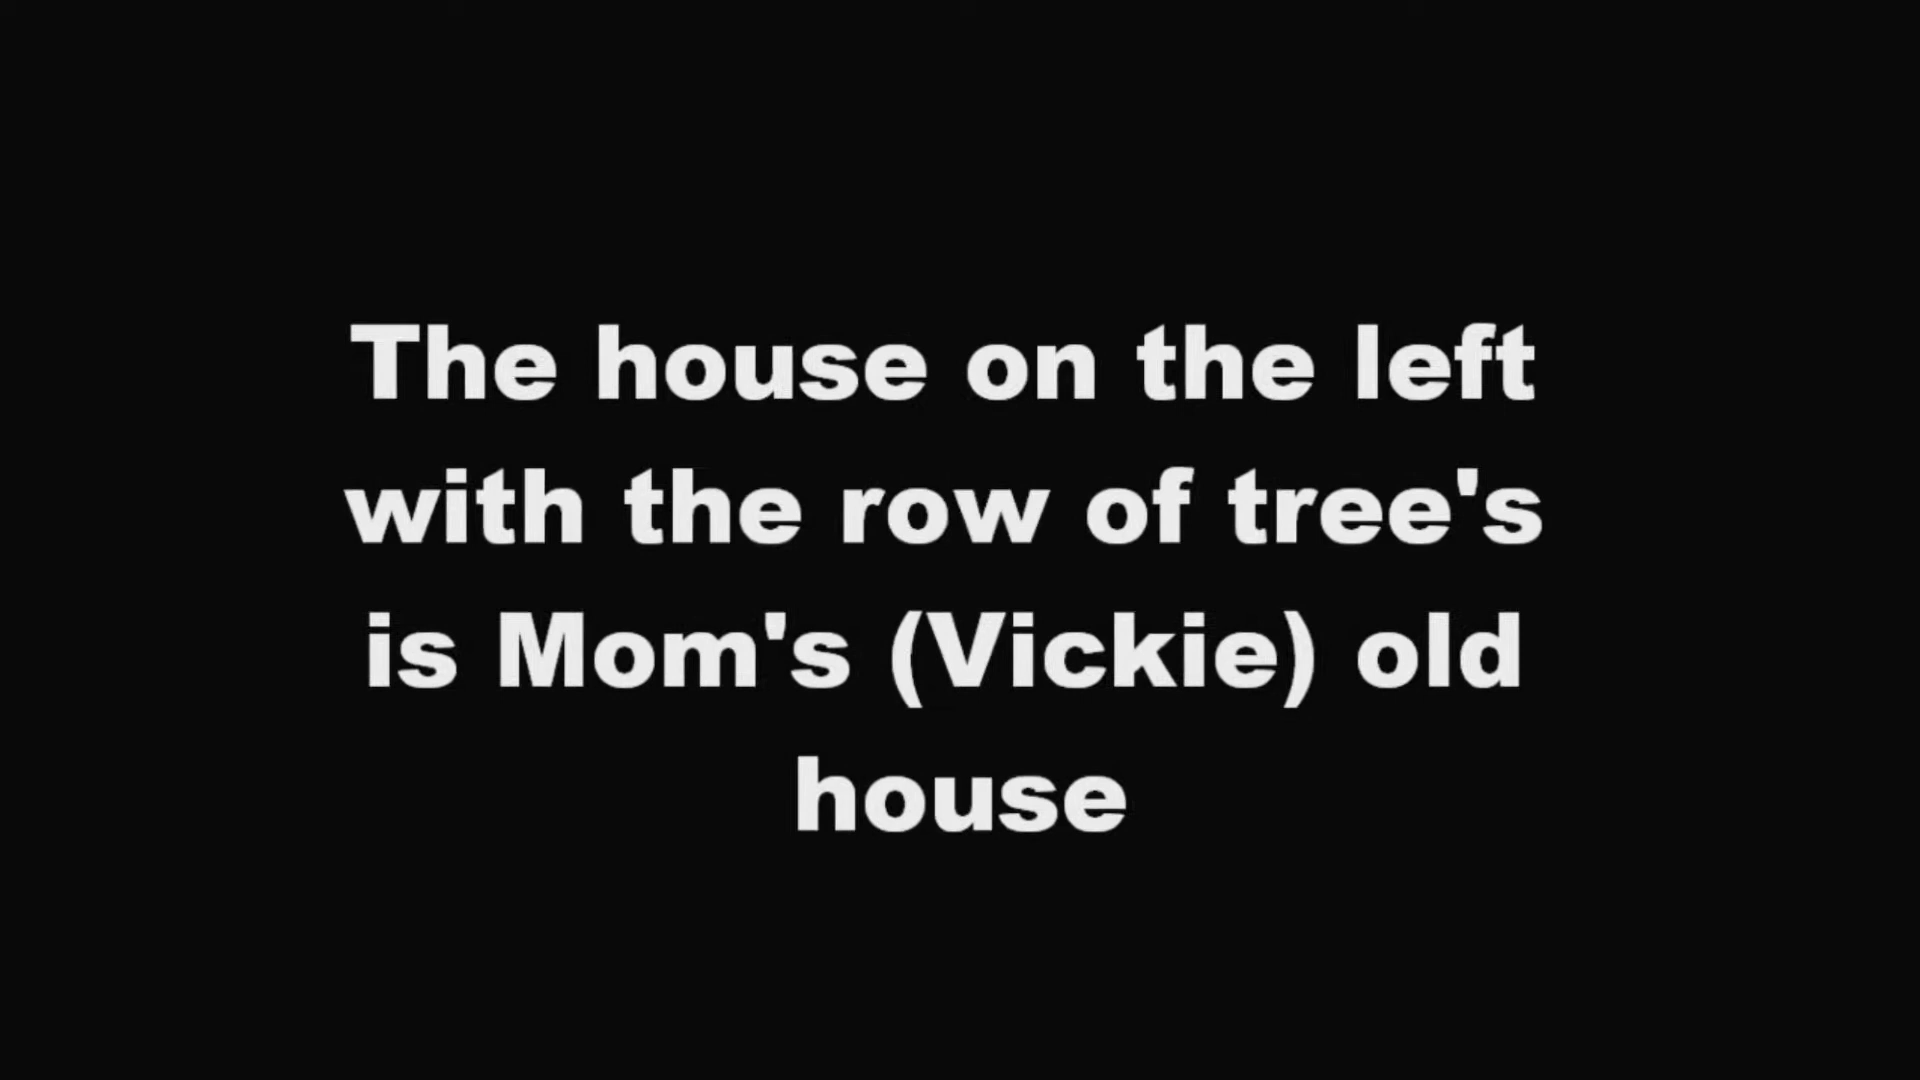 The house on the left
with the row of tree's
is Mom's (Vickie) old
house